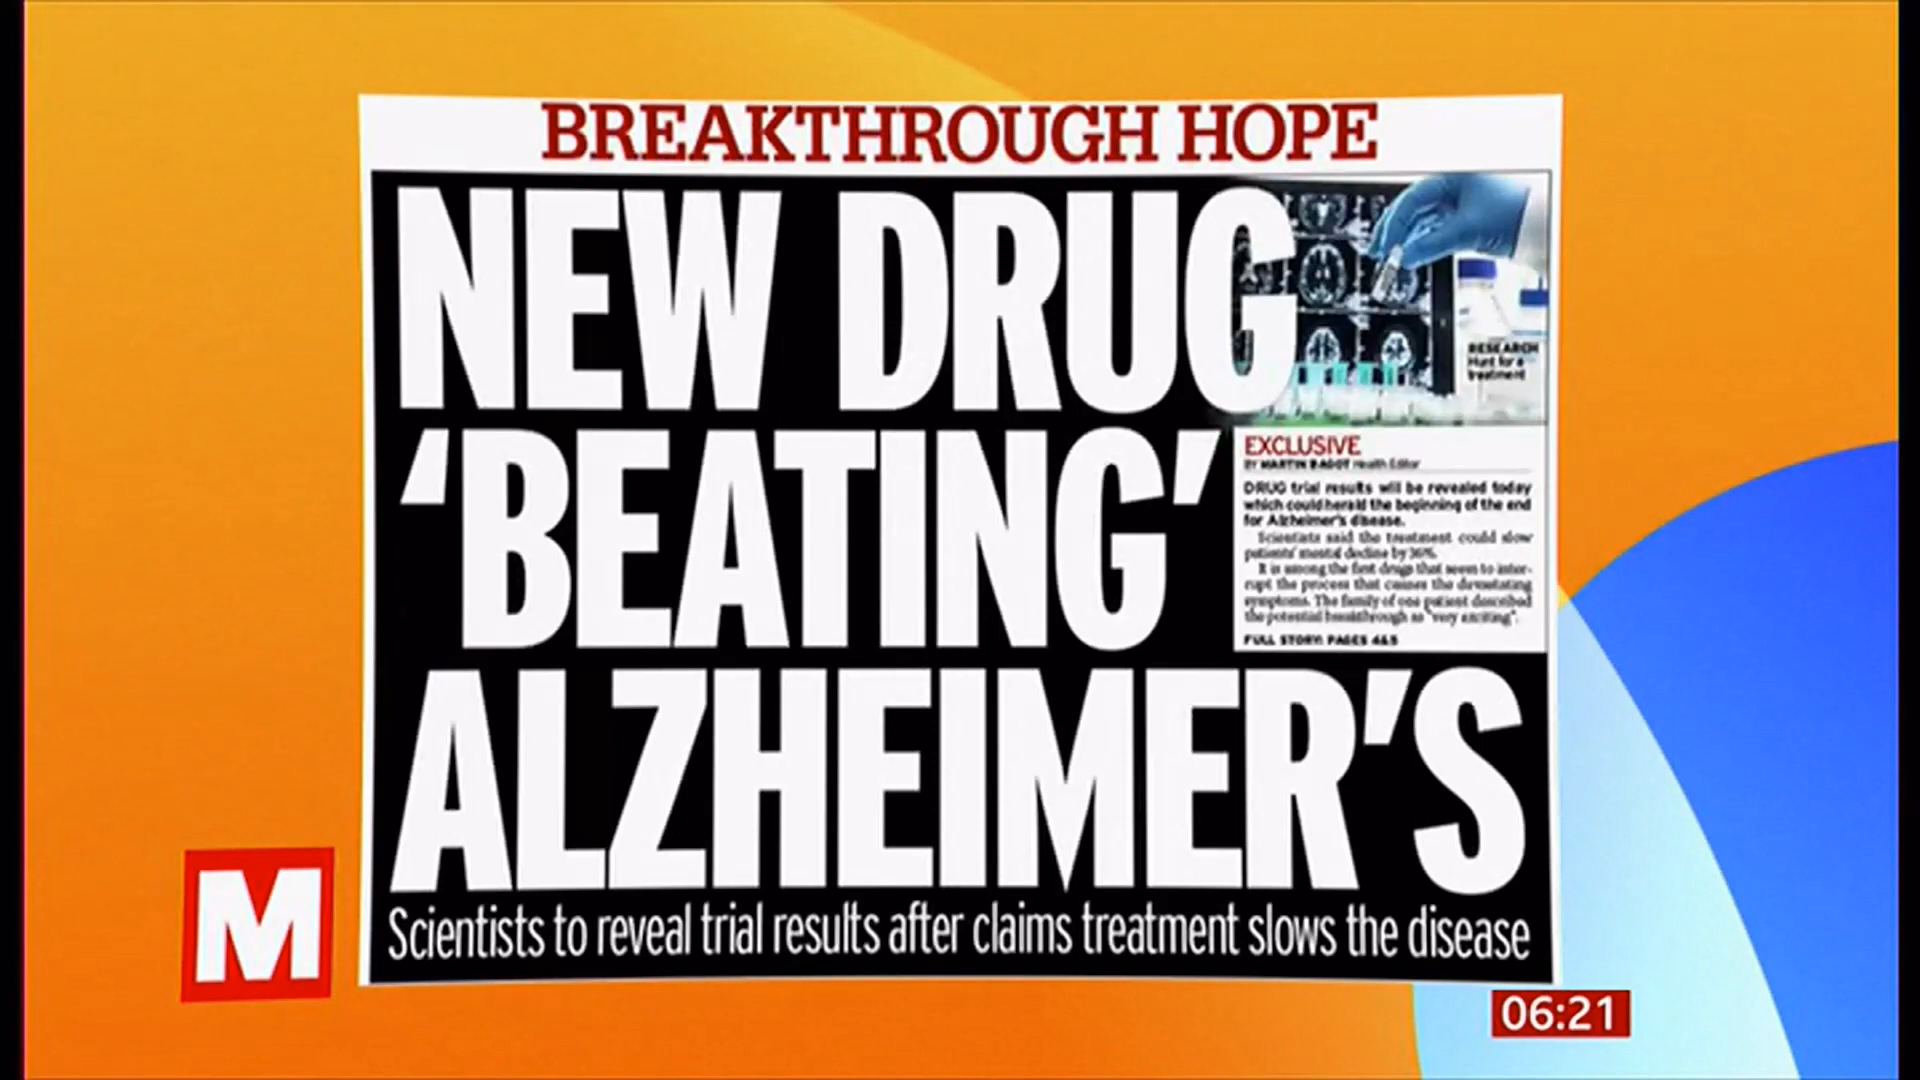 BREAKTHROUGH HOPE
NEW DRUG
'BEATING'
ALZHEIMER'S
RESEARCH
Hunt for a
treatment
EXCLUSIVE
BY MARTIN BAGOT Health Editor
DRUG trial results will be revealed today
which could herald the beginning of the end
for Alzheimer's disease.
Scientists said the treatment could slow
patients' mental decline by 36%.
It is among the first drugs that seem to inter-
rupt the process that causes the devastating
symptoms. The family of one patient described
the potential breakthrough as "very exciting".
FULL STORY: PAGES 4&5
Scientists to reveal trial results after claims treatment slows the disease
M
06:21